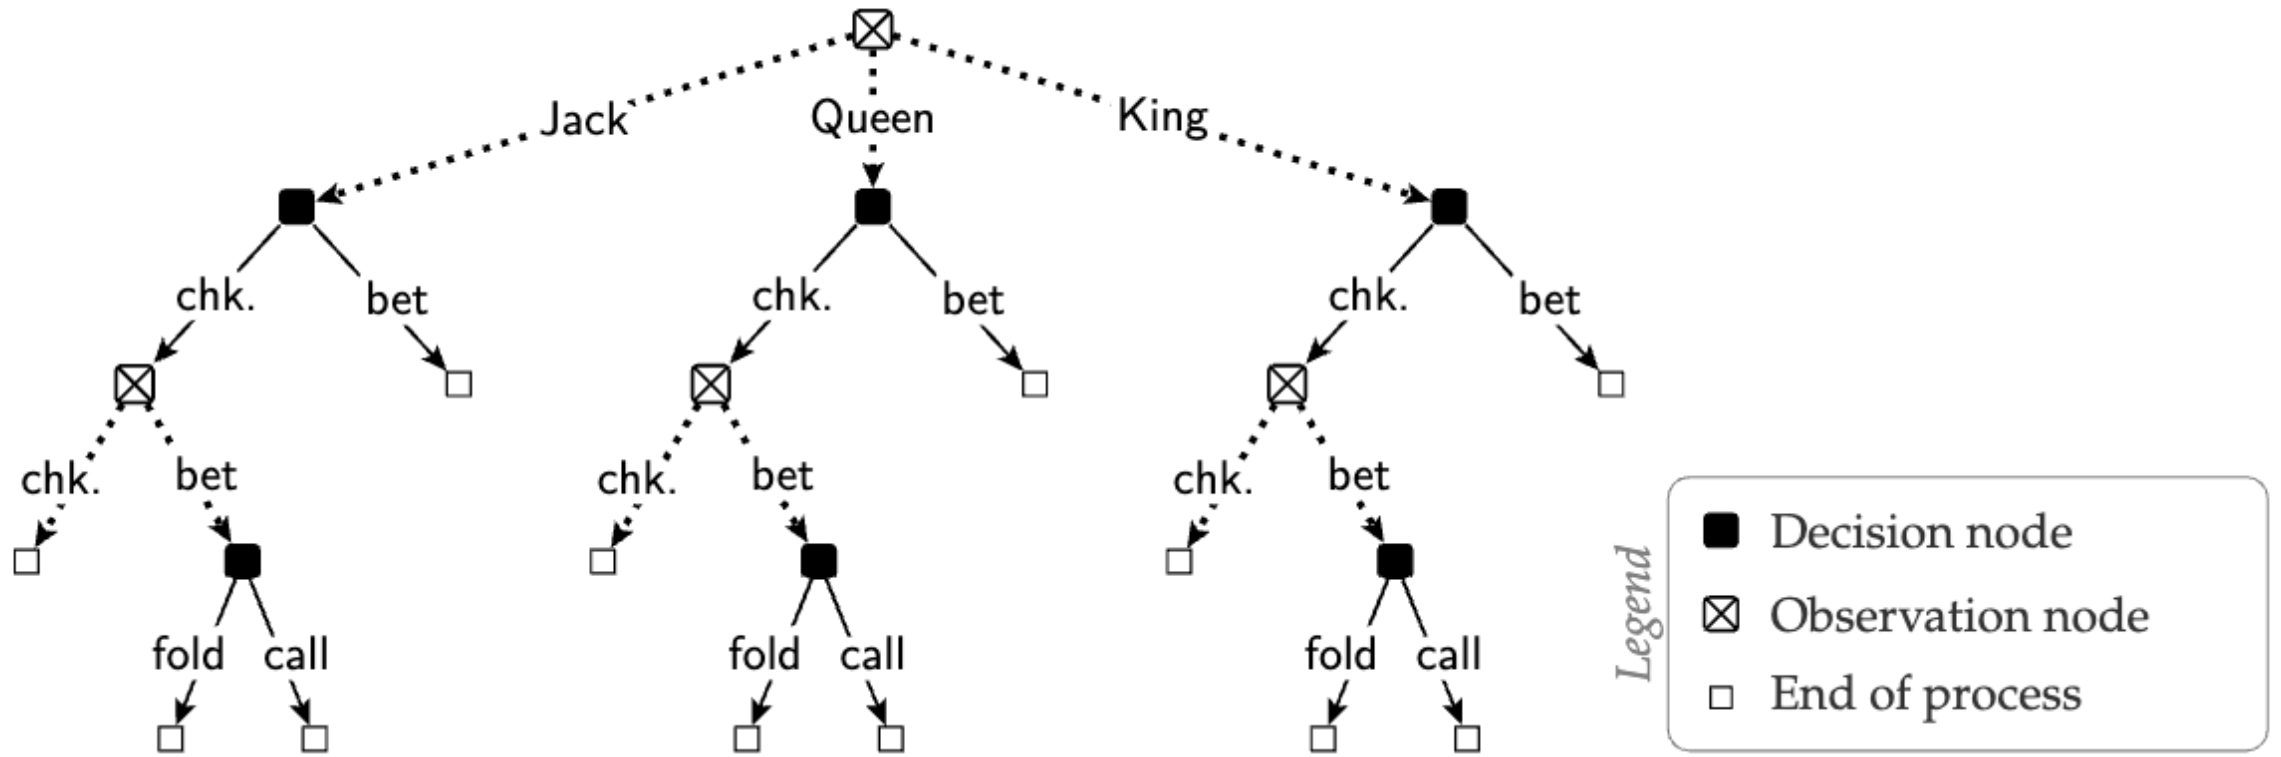 Jack Queen King
chk. bet chk. bet chk. bet
chk. bet chk. bet chk. bet
fold call fold call fold call
Legend
Decision node
Observation node
End of process